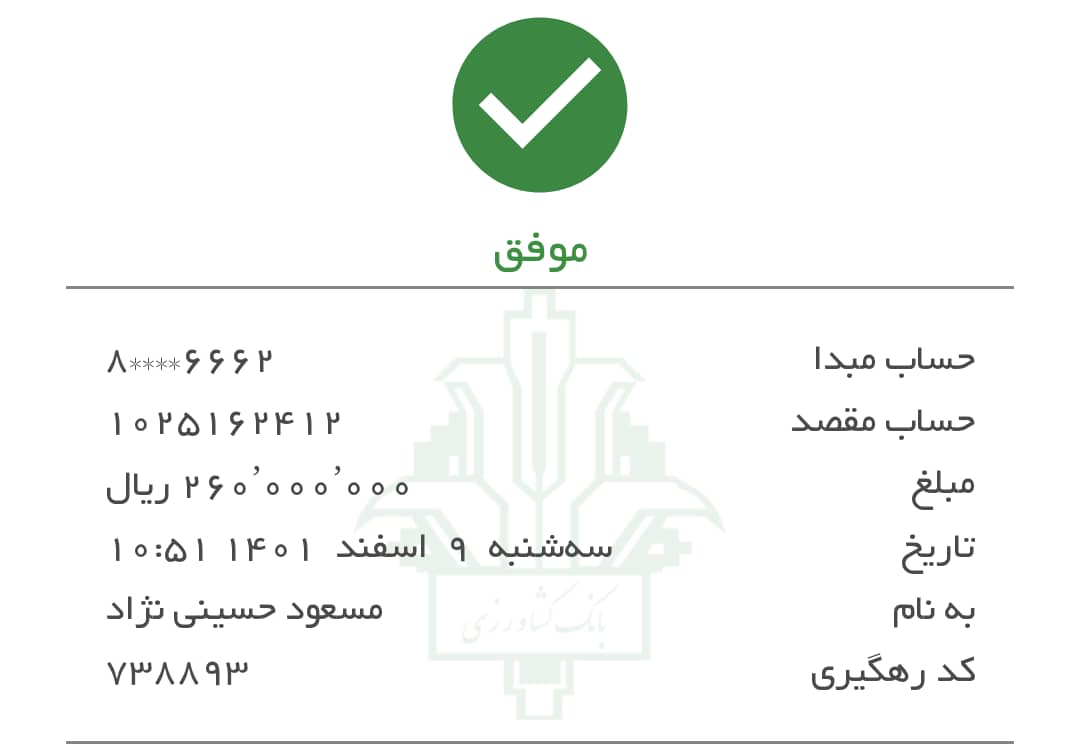 موفق
حساب مبدا ۸****۶۶۶۲
حساب مقصد ۱۰۲۵۱۶۲۴۱۲
مبلغ ۲۶۰٬۰۰۰٬۰۰۰ ریال
تاریخ سه‌شنبه ۹ اسفند ۱۴۰۱ ۱۰:۵۱
به نام مسعود حسینی نژاد
کد رهگیری ۷۳۸۸۹۳
بانک کشاورزی